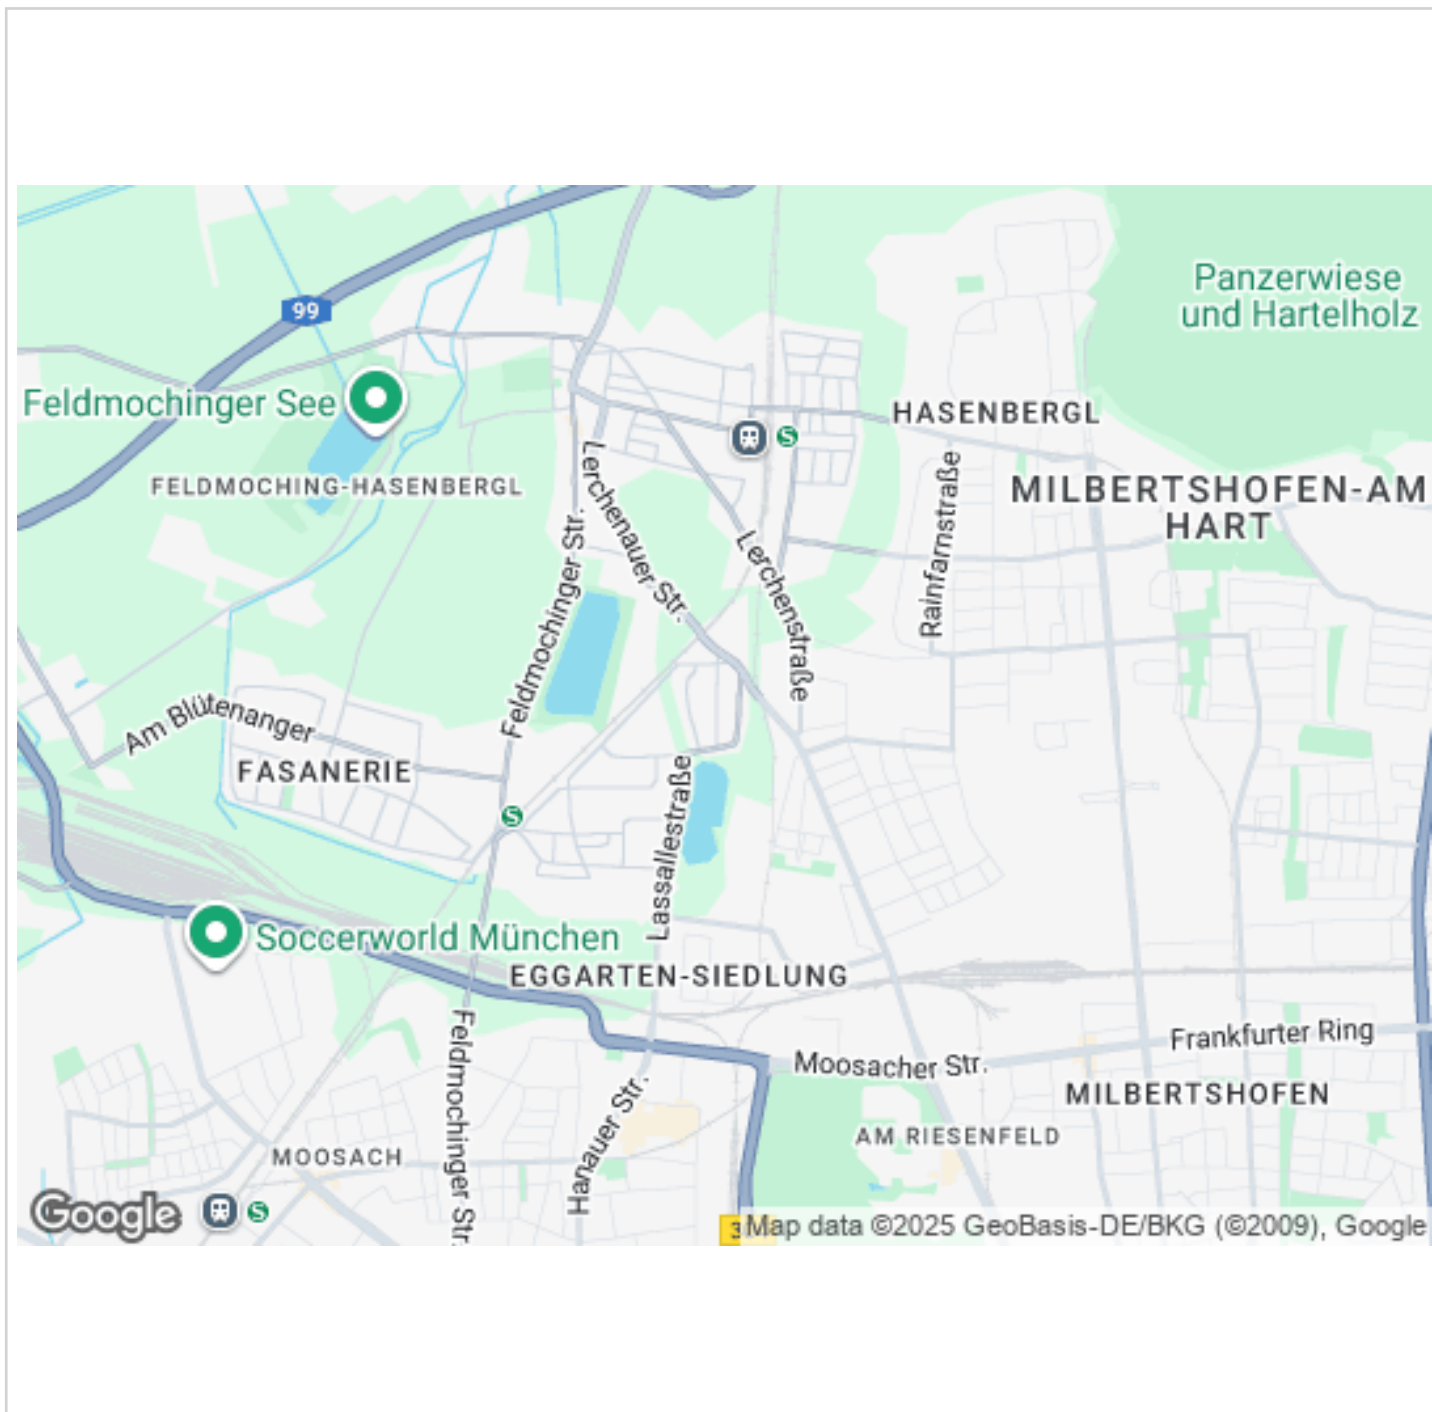 Panzerwiese
und Hartelholz
99
Feldmochinger See
HASENBERGL
S
FELDMOCHING-HASENBERGL
MILBERTSHOFEN-AM
HART
Lerchenauer Str.
Rainfarnstraße
Feldmochinger Str.
Lerchenstraße
Am Blütenanger
FASANERIE
S
Lassallestraße
Soccerworld München
EGGARTEN-SIEDLUNG
Feldmochinger Str.
Frankfurter Ring
Moosacher Str.
Hanauer Str.
MILBERTSHOFEN
AM RIESENFELD
MOOSACH
Google
S
Map data ©2025 GeoBasis-DE/BKG (©2009), Google